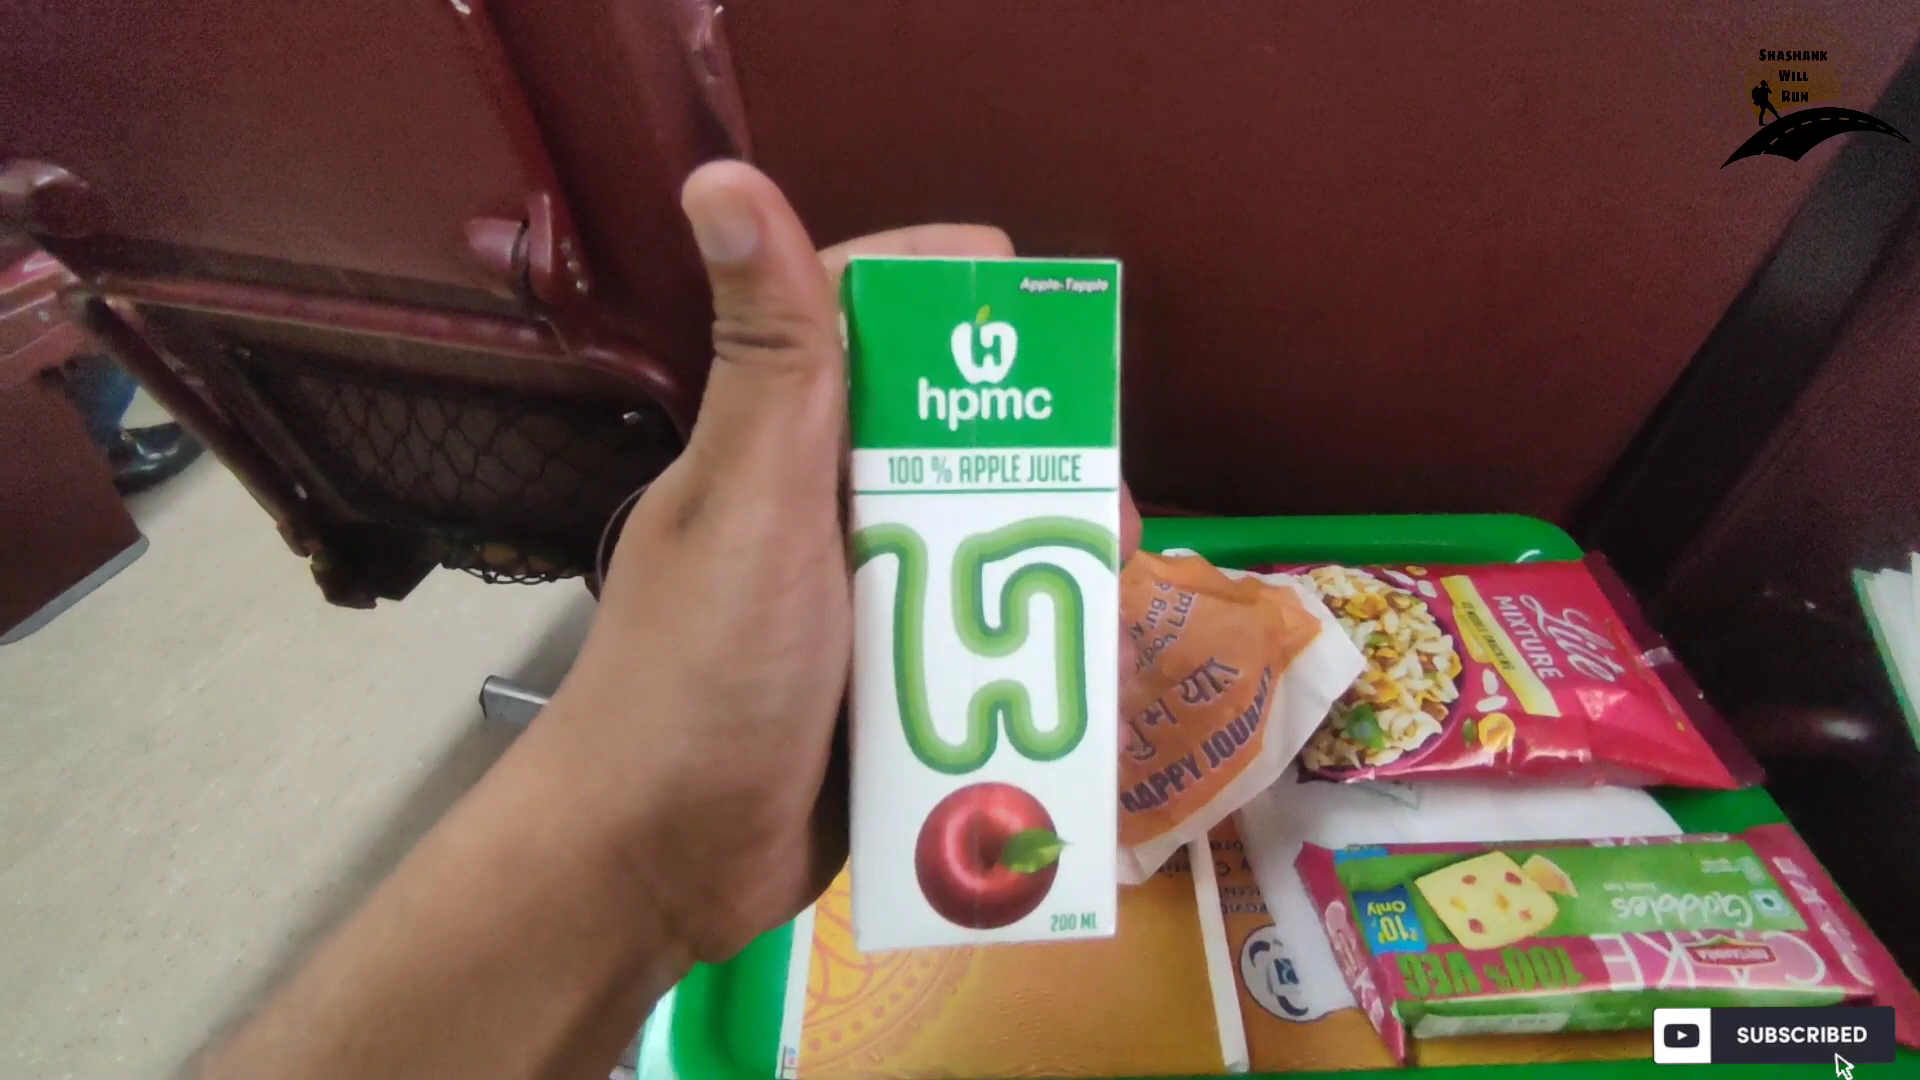 SHASHANK
WILL
RUN
Apple-Tapple
hpmc
100 % APPLE JUICE
200 ML
HAPPY JOURNEY
Lite
MIXTURE
Gobbles
CAKE
BRITANNIA
100% VEG
₹10/
Only
SUBSCRIBED